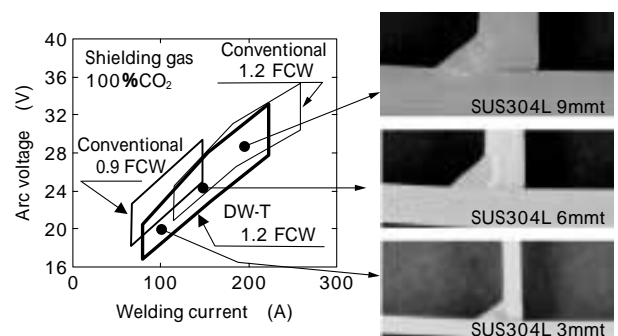 40
36
32
28
24
20
16
0
100
200
300
Arc voltage (V)
Welding current (A)
Shielding gas
100%CO₂
Conventional
1.2 FCW
Conventional
0.9 FCW
DW-T
1.2 FCW
SUS304L 9mmt
SUS304L 6mmt
SUS304L 3mmt